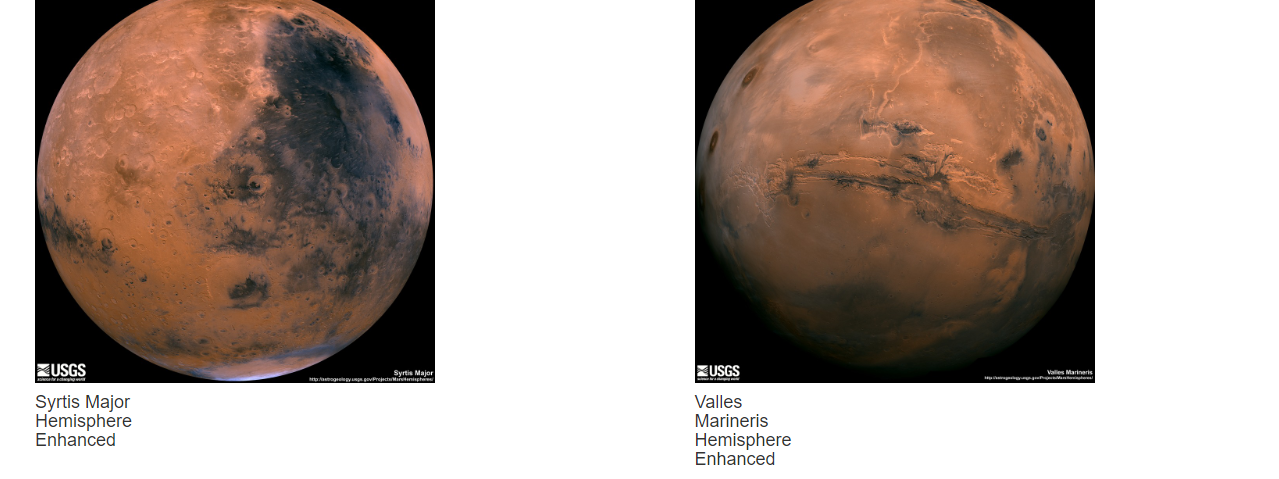 USGS
science for a changing world
Syrtis Major
http://astrogeology.usgs.gov/Projects/MarsHemispheres/
USGS
science for a changing world
Valles Marineris
http://astrogeology.usgs.gov/Projects/MarsHemispheres/
Syrtis Major
Hemisphere
Enhanced
Valles
Marineris
Hemisphere
Enhanced